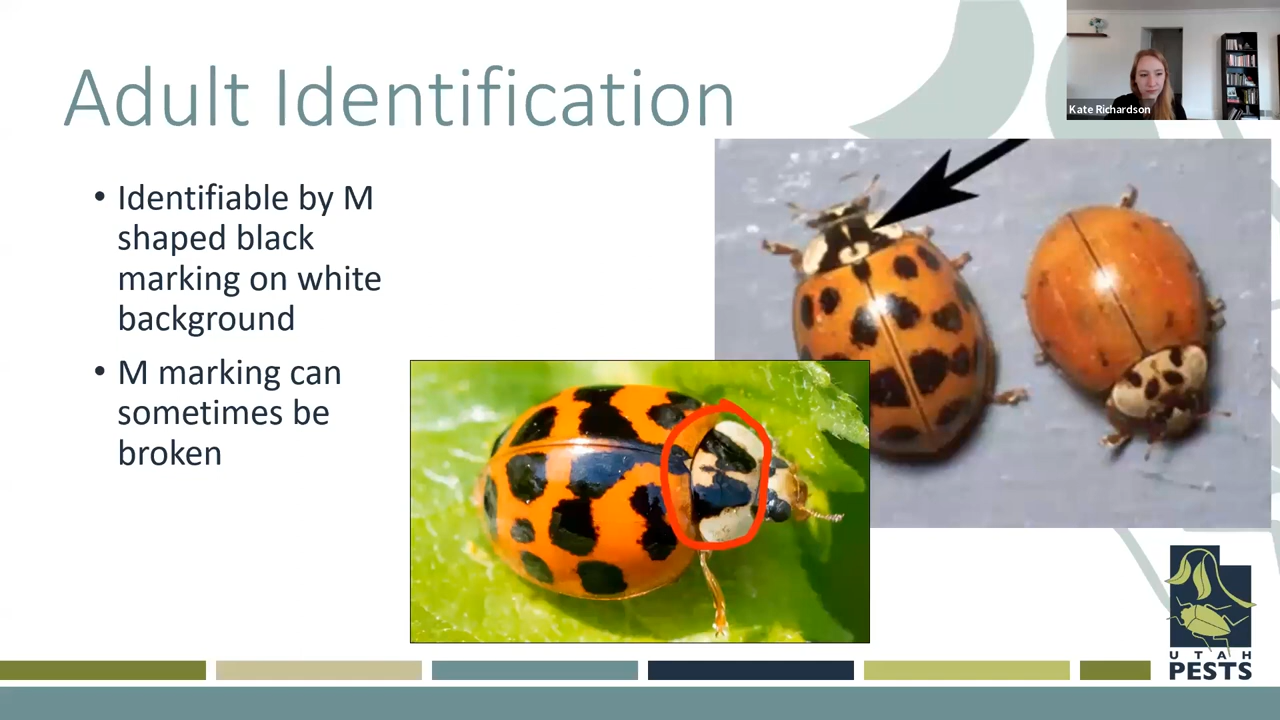 Adult Identification
Kate Richardson
• Identifiable by M
shaped black
marking on white
background
• M marking can
sometimes be
broken
UTAH
PESTS